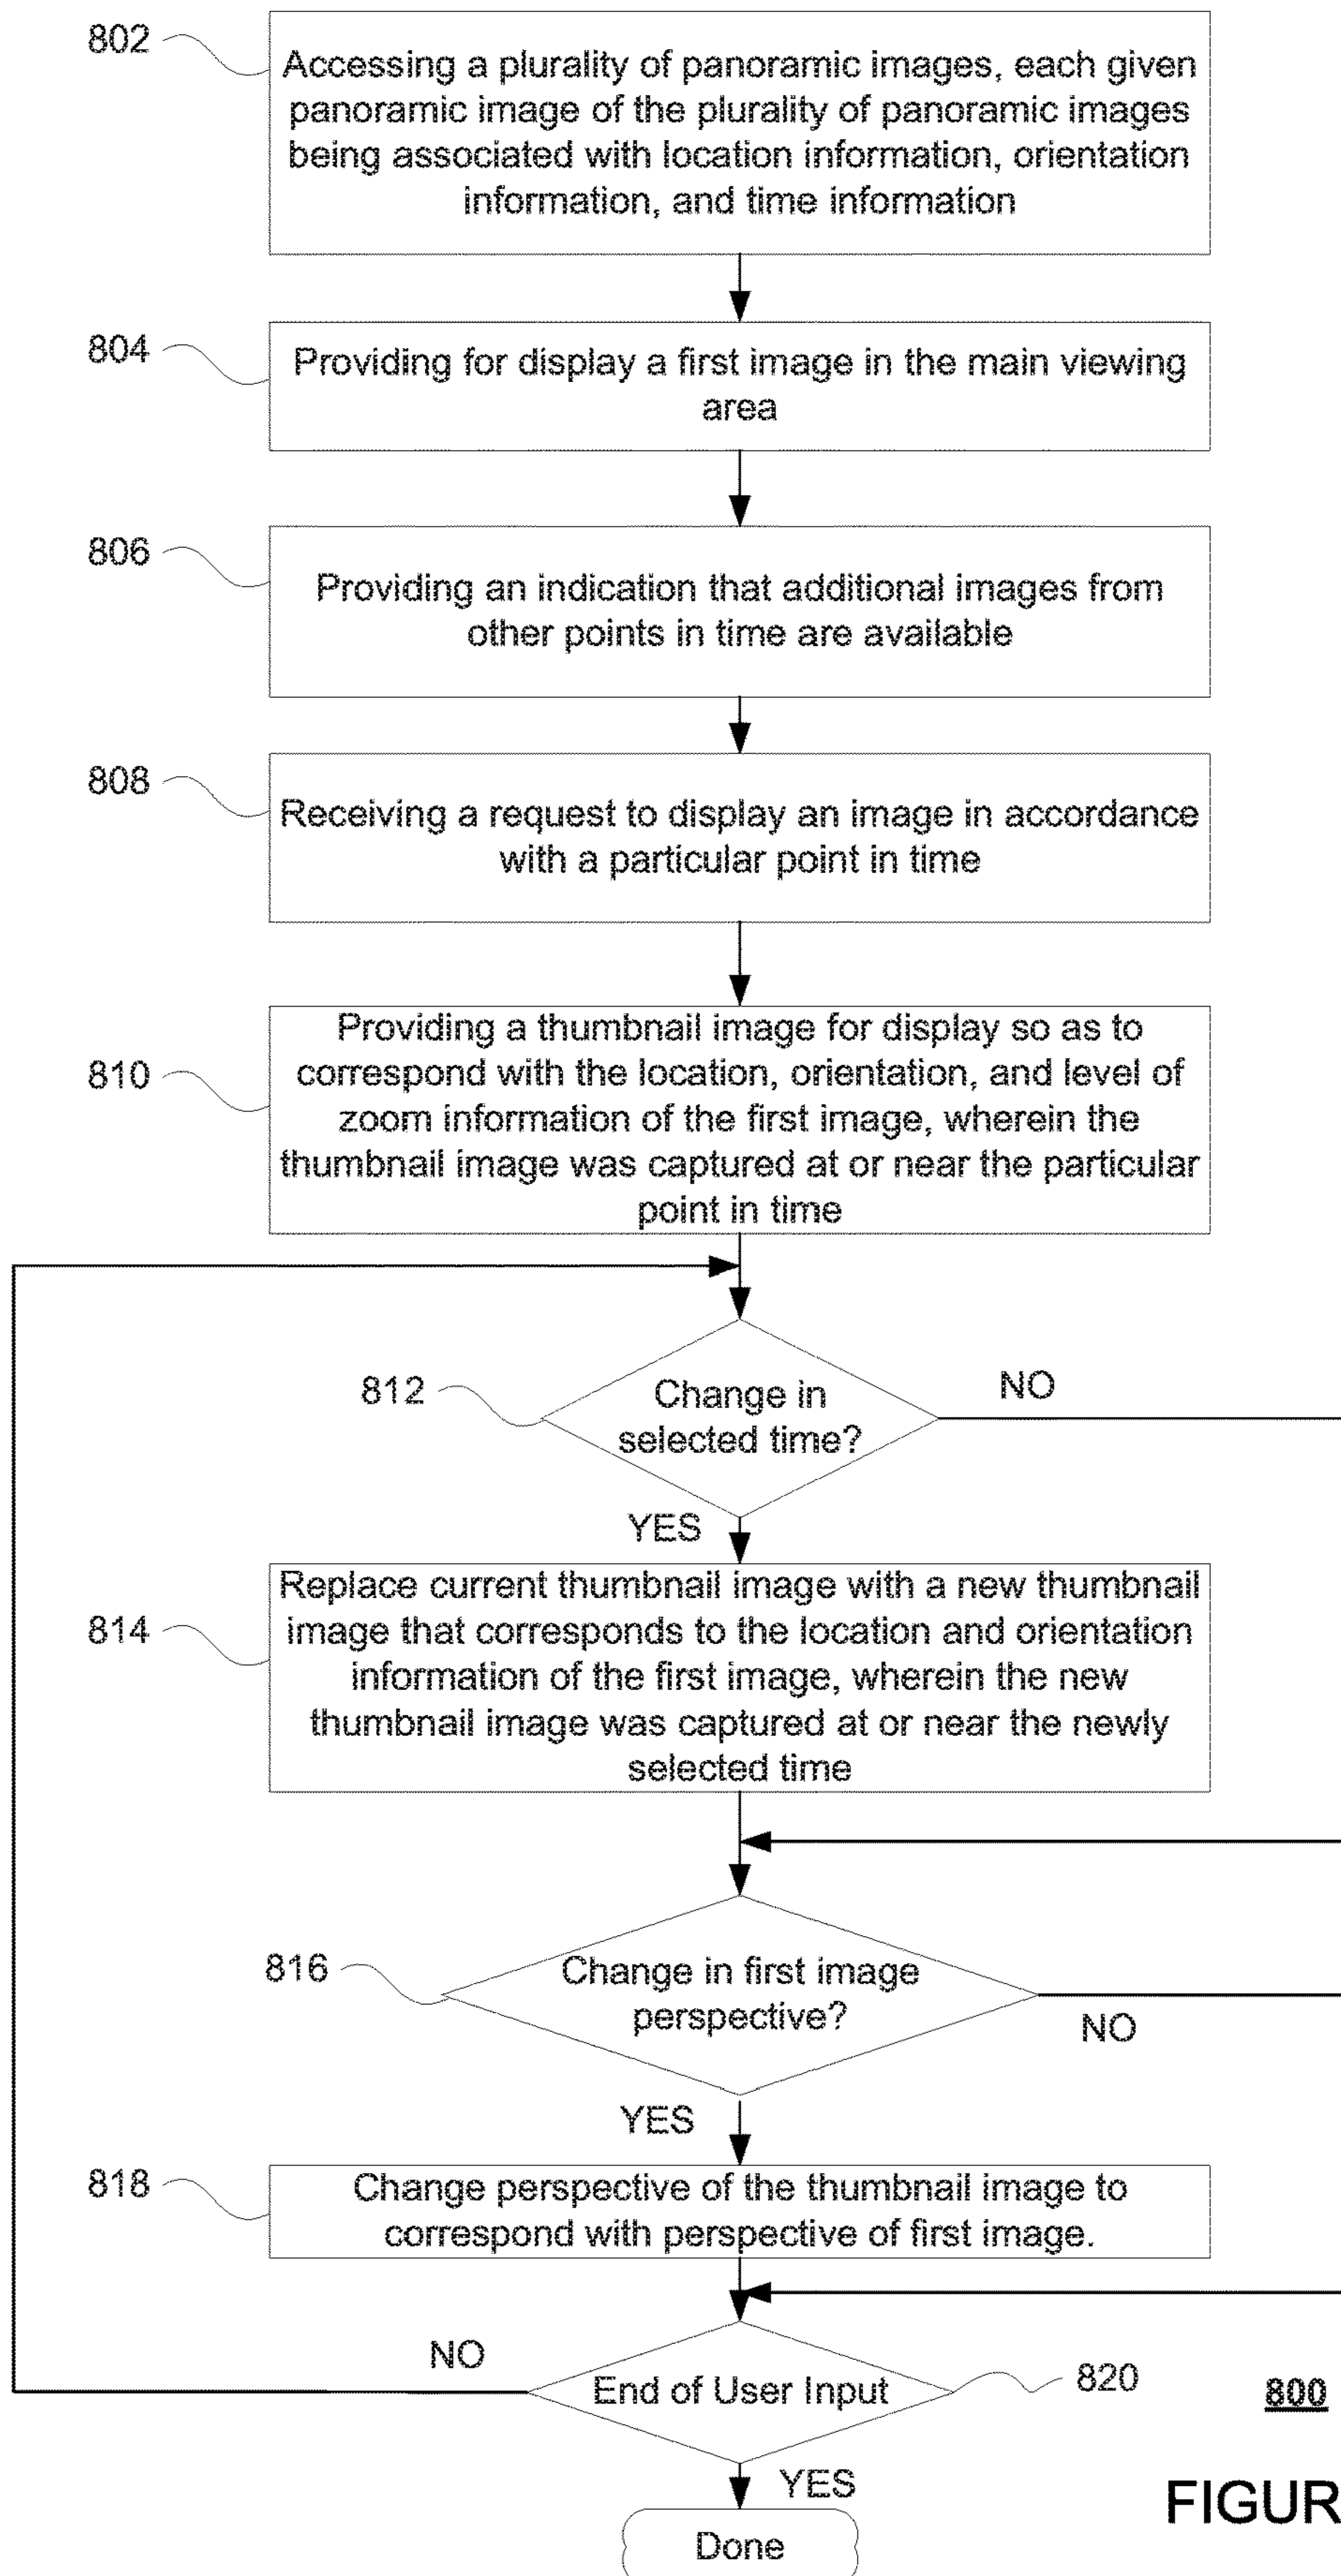 802
Accessing a plurality of panoramic images, each given
panoramic image of the plurality of panoramic images
being associated with location information, orientation
information, and time information
804
Providing for display a first image in the main viewing
area
806
Providing an indication that additional images from
other points in time are available
808
Receiving a request to display an image in accordance
with a particular point in time
810
Providing a thumbnail image for display so as to
correspond with the location, orientation, and level of
zoom information of the first image, wherein the
thumbnail image was captured at or near the particular
point in time
812
Change in
selected time?
NO
YES
814
Replace current thumbnail image with a new thumbnail
image that corresponds to the location and orientation
information of the first image, wherein the new
thumbnail image was captured at or near the newly
selected time
816
Change in first image
perspective?
NO
YES
818
Change perspective of the thumbnail image to
correspond with perspective of first image.
NO
End of User Input
820
800
YES
FIGUR
Done